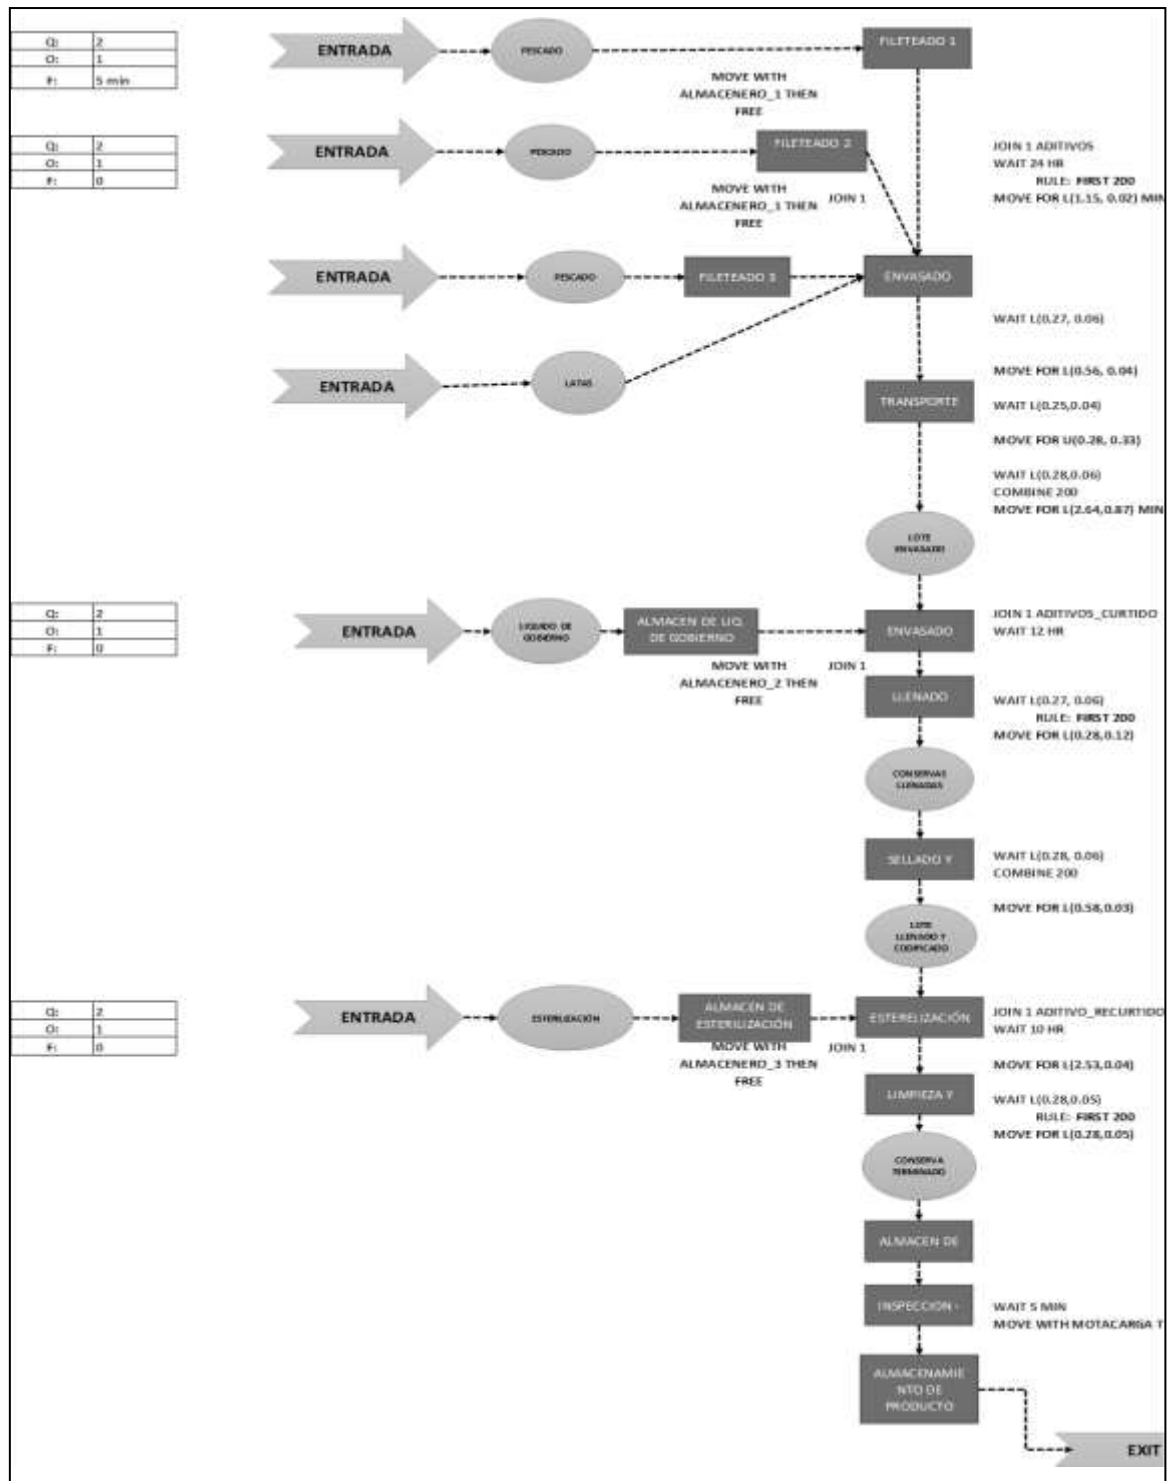 Q: 2
O: 1
F: 5 min
ENTRADA
PESCADO
FILETEADO 1
MOVE WITH
ALMACENERO_1 THEN
FREE
Q: 2
O: 1
F: 0
ENTRADA
PESCADO
FILETEADO 2
MOVE WITH
ALMACENERO_1 THEN
FREE
JOIN 1
JOIN 1 ADITIVOS
WAIT 24 HR
RULE: FIRST 200
MOVE FOR L(1.15, 0.02) MIN
ENTRADA
PESCADO
FILETEADO 3
ENVASADO
WAIT L(0.27, 0.06)
MOVE FOR L(0.56, 0.04)
ENTRADA
LATAS
TRANSPORTE
WAIT L(0.25,0.04)
MOVE FOR U(0.28, 0.33)
WAIT L(0.28,0.06)
COMBINE 200
MOVE FOR L(2.64,0.87) MIN
LOTE
ENVASADO
Q: 2
O: 1
F: 0
ENTRADA
LIQUIDO DE
GOBIERNO
ALMACEN DE LIQ.
DE GOBIERNO
MOVE WITH
ALMACENERO_2 THEN
FREE
JOIN 1
ENVASADO
JOIN 1 ADITIVOS_CURTIDO
WAIT 12 HR
LLENADO
WAIT L(0.27, 0.06)
RULE: FIRST 200
MOVE FOR L(0.28,0.12)
CONSERVAS
LLENADAS
SELLADO Y
WAIT L(0.28, 0.06)
COMBINE 200
MOVE FOR L(0.58,0.03)
LOTE
LLENADO Y
CODIFICADO
Q: 2
O: 1
F: 0
ENTRADA
ESTERILIZACIÓN
ALMACÉN DE
ESTERILIZACIÓN
MOVE WITH
ALMACENERO_3 THEN
FREE
JOIN 1
ESTERELIZACIÓN
JOIN 1 ADITIVO_RECURTIDO
WAIT 10 HR
MOVE FOR L(2.53,0.04)
LIMPIEZA Y
WAIT L(0.28,0.05)
RULE: FIRST 200
MOVE FOR L(0.28,0.05)
CONSERVA
TERMINADO
ALMACEN DE
INSPECCIÓN -
WAIT 5 MIN
MOVE WITH MOTACARGA T
ALMACENAMIE
NTO DE
PRODUCTO
EXIT